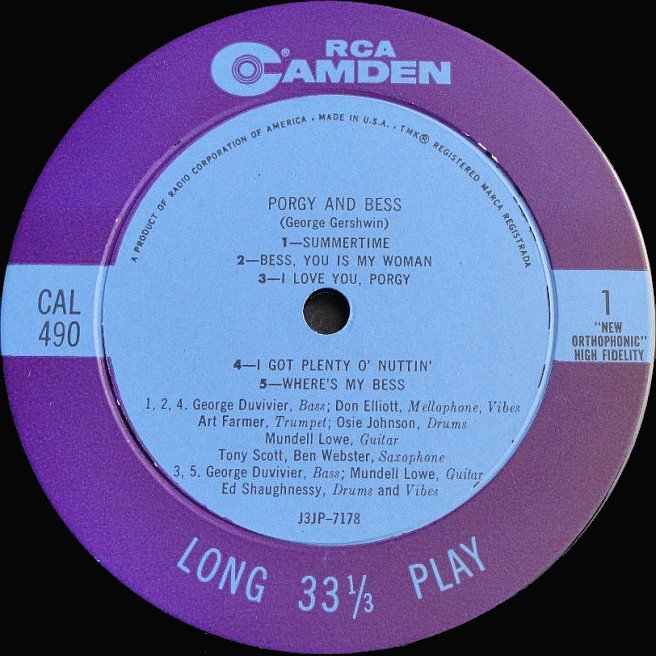 RCA
CAMDEN®
A PRODUCT OF RADIO CORPORATION OF AMERICA • MADE IN U.S.A. • TMK® REGISTERED MARCA REGISTRADA
PORGY AND BESS
(George Gershwin)
1—SUMMERTIME
2—BESS, YOU IS MY WOMAN
3—I LOVE YOU, PORGY
CAL
490
1
"NEW
ORTHOPHONIC"
HIGH FIDELITY
4—I GOT PLENTY O' NUTTIN'
5—WHERE'S MY BESS
1, 2, 4. George Duvivier, Bass; Don Elliott, Mellophone, Vibes
Art Farmer, Trumpet; Osie Johnson, Drums
Mundell Lowe, Guitar
Tony Scott, Ben Webster, Saxophone
3, 5. George Duvivier, Bass; Mundell Lowe, Guitar
Ed Shaughnessy, Drums and Vibes
J3JP-7178
LONG 33 1/3 PLAY